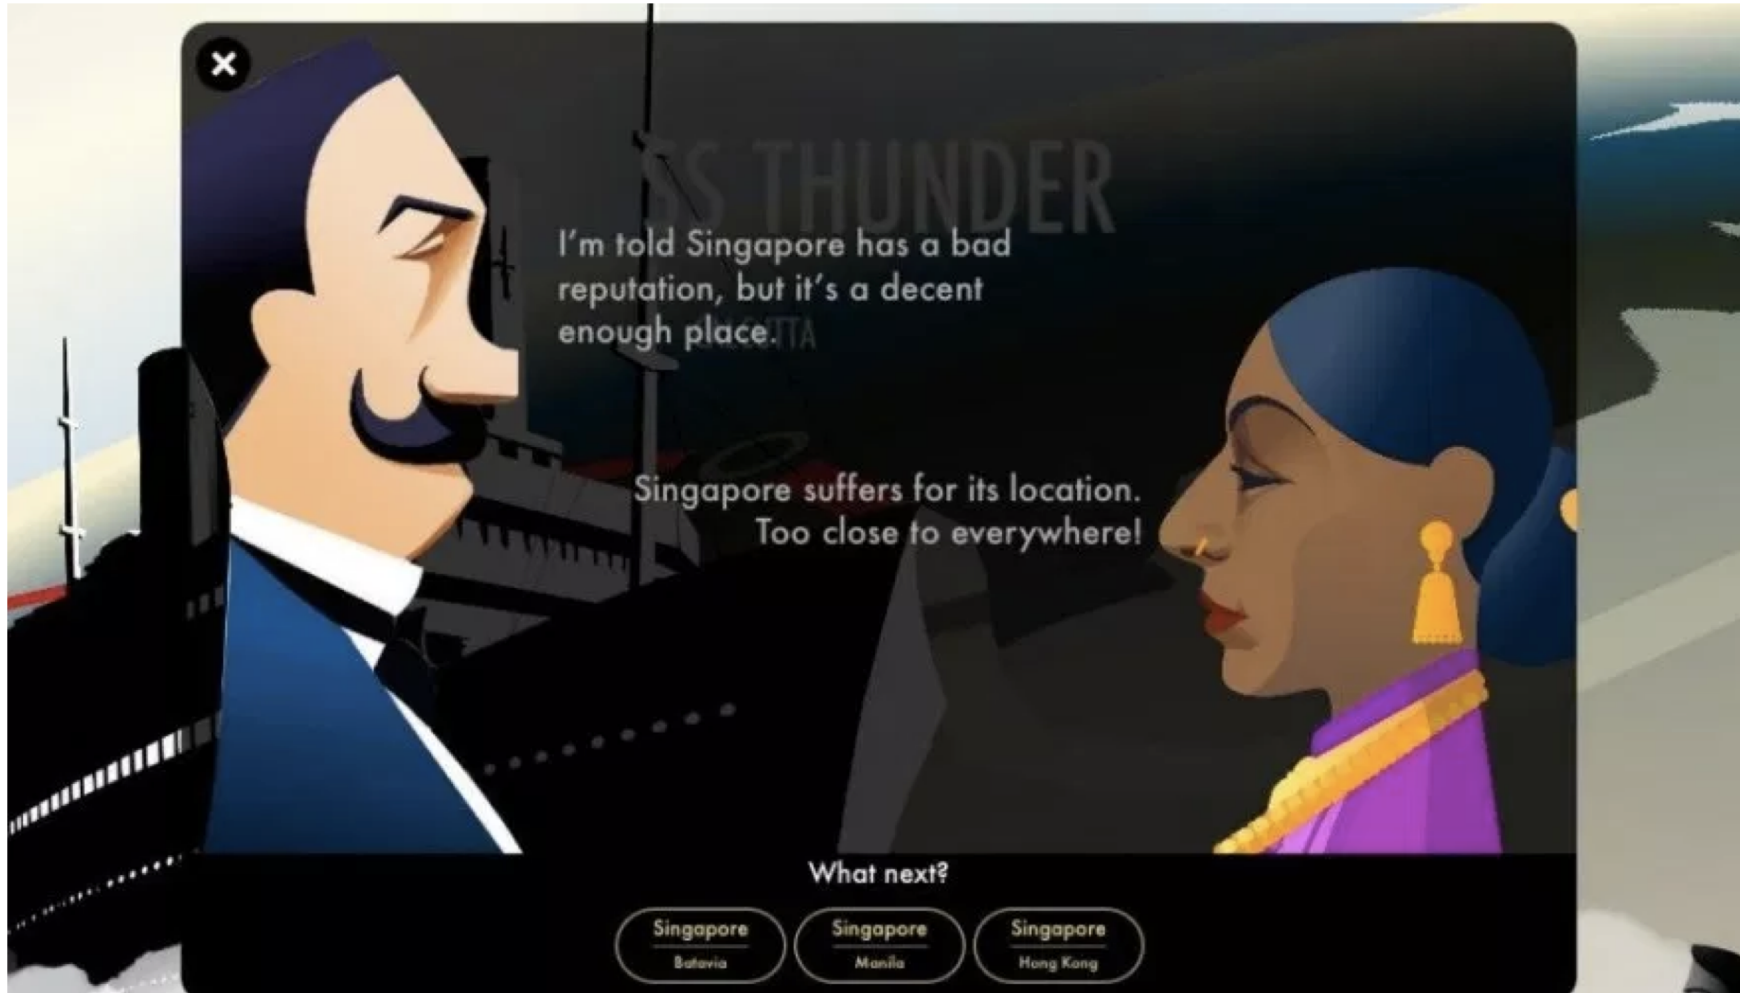 SS THUNDER
I'm told Singapore has a bad
reputation, but it's a decent
enough place.
Singapore suffers for its location.
Too close to everywhere!
What next?
Singapore
Batavia
Singapore
Manila
Singapore
Hong Kong